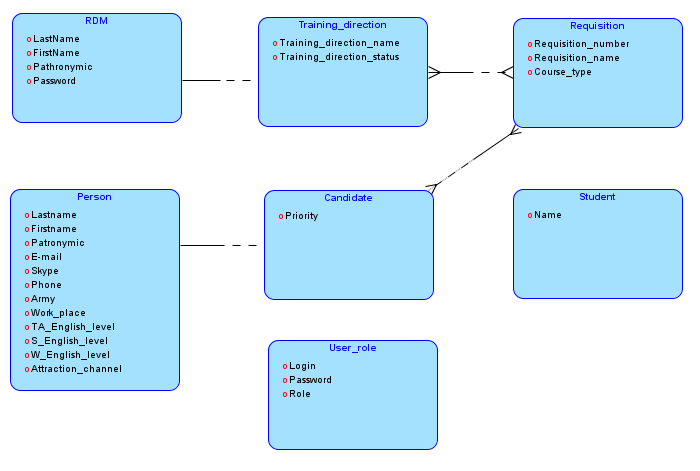 RDM
LastName
FirstName
Pathronymic
Password
Training_direction
Training_direction_name
Training_direction_status
Requisition
Requisition_number
Requisition_name
Course_type
Person
Lastname
Firstname
Patronymic
E-mail
Skype
Phone
Army
Work_place
TA_English_level
S_English_level
W_English_level
Attraction_channel
Candidate
Priority
Student
Name
User_role
Login
Password
Role